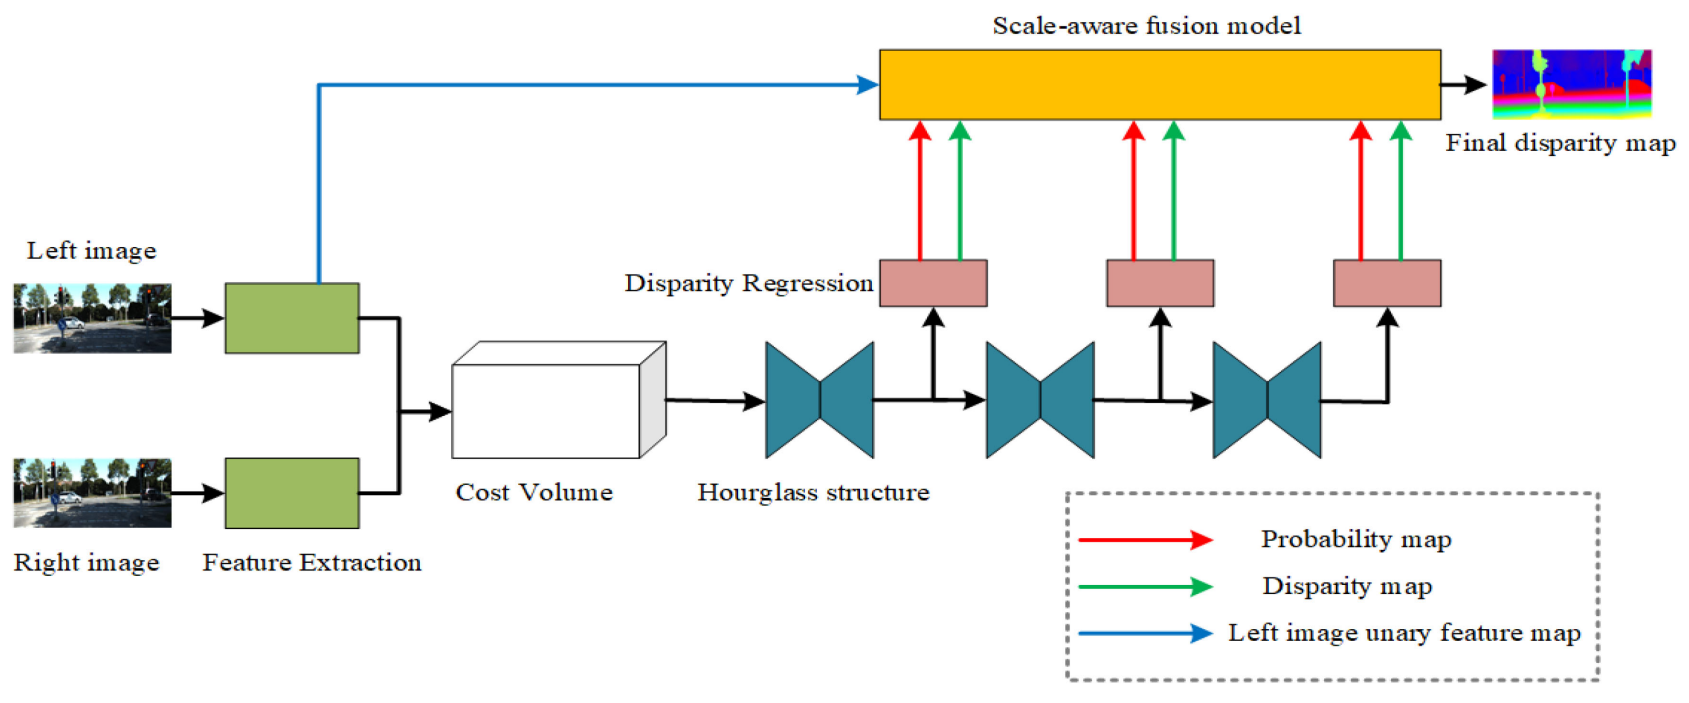 Scale-aware fusion model
Final disparity map
Left image
Disparity Regression
Cost Volume
Hourglass structure
Right image
Feature Extraction
Probability map
Disparity map
Left image unary feature map